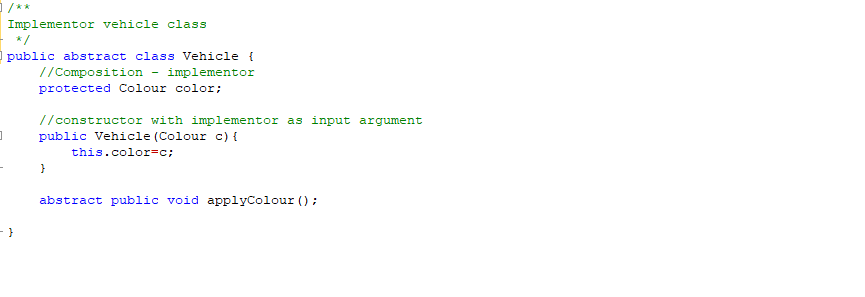 /**
Implementor vehicle class
*/
public abstract class Vehicle {
//Composition - implementor
protected Colour color;
//constructor with implementor as input argument
public Vehicle(Colour c){
this.color=c;
}
abstract public void applyColour();
}